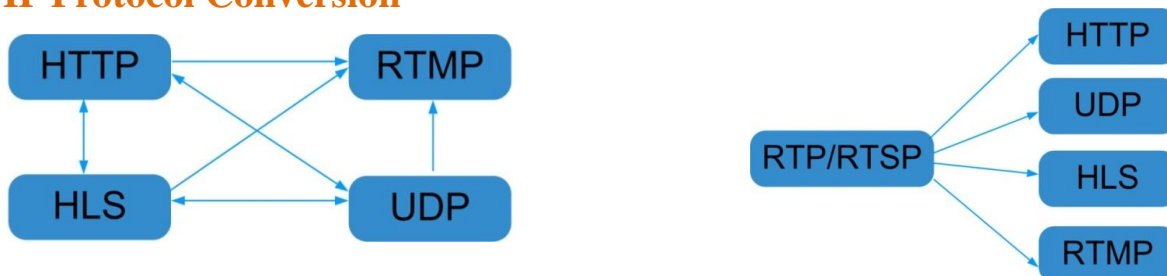 IP Protocol Conversion
HTTP
RTMP
HLS
UDP
RTP/RTSP
HTTP
UDP
HLS
RTMP